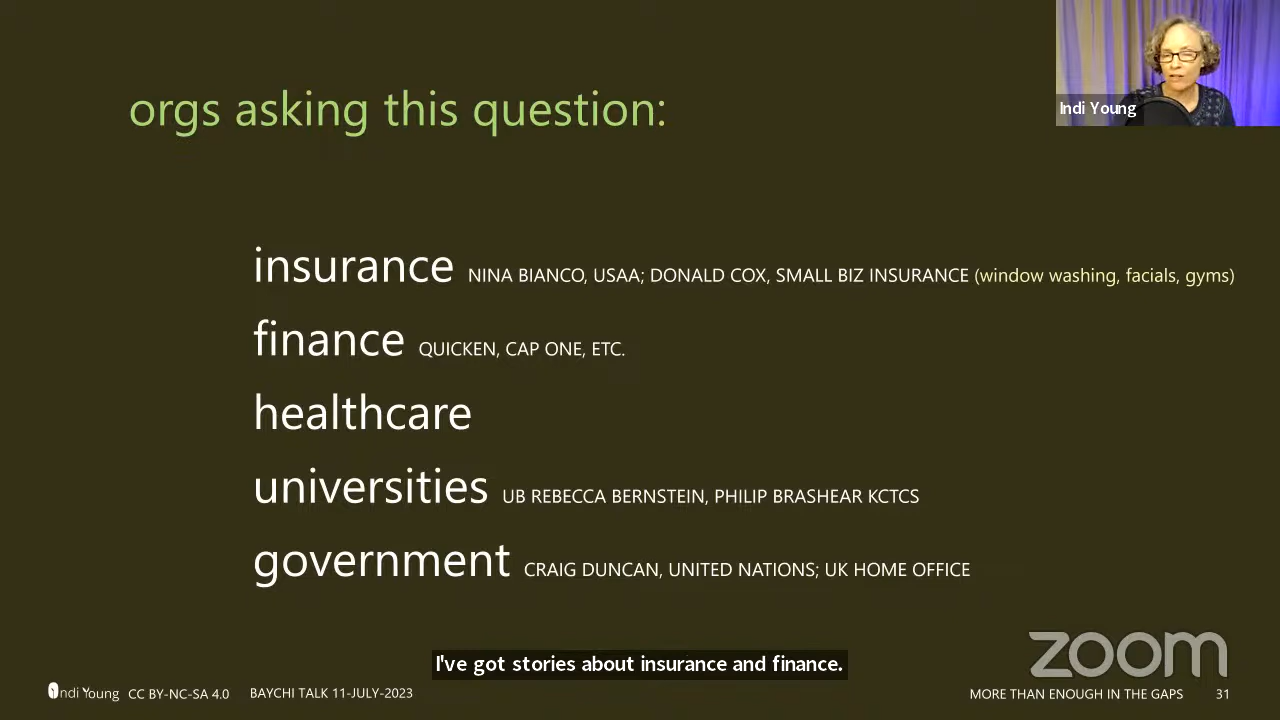 orgs asking this question:
Indi Young
insurance NINA BIANCO, USAA; DONALD COX, SMALL BIZ INSURANCE (window washing, facials, gyms)
finance QUICKEN, CAP ONE, ETC.
healthcare
universities UB REBECCA BERNSTEIN, PHILIP BRASHEAR KCTCS
government CRAIG DUNCAN, UNITED NATIONS; UK HOME OFFICE
zoom
I've got stories about insurance and finance.
Indi Young CC BY-NC-SA 4.0 BAYCHI TALK 11-JULY-2023 MORE THAN ENOUGH IN THE GAPS 31